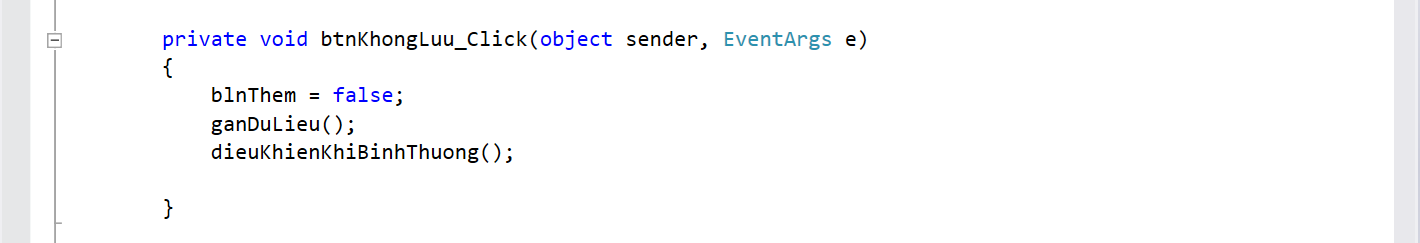 private void btnKhongLuu_Click(object sender, EventArgs e)
{
blnThem = false;
ganDuLieu();
dieuKhienKhiBinhThuong();
}